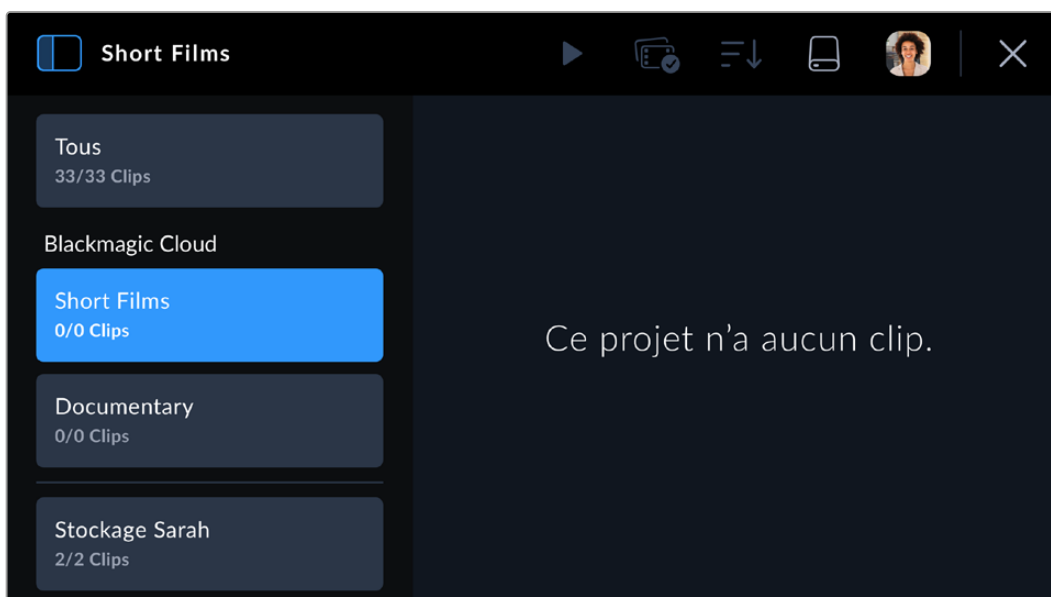 Short Films
Tous
33/33 Clips
Blackmagic Cloud
Short Films
0/0 Clips
Documentary
0/0 Clips
Stockage Sarah
2/2 Clips
Ce projet n’a aucun clip.